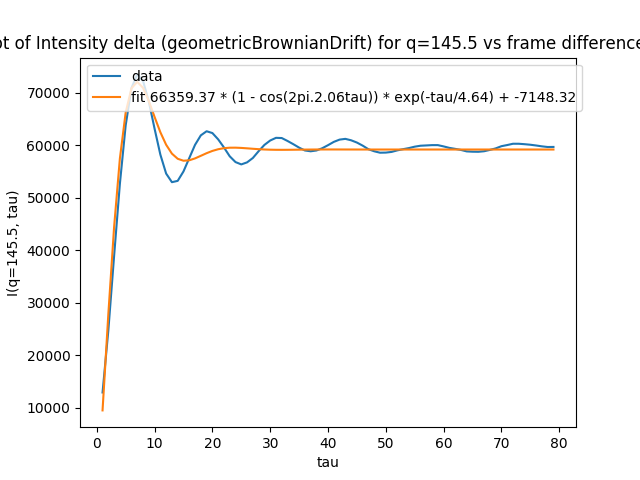 ot of Intensity delta (geometricBrownianDrift) for q=145.5 vs frame difference
data
fit 66359.37 * (1 - cos(2pi.2.06tau)) * exp(-tau/4.64) + -7148.32
I(q=145.5, tau)
70000
60000
50000
40000
30000
20000
10000
0 10 20 30 40 50 60 70 80
tau